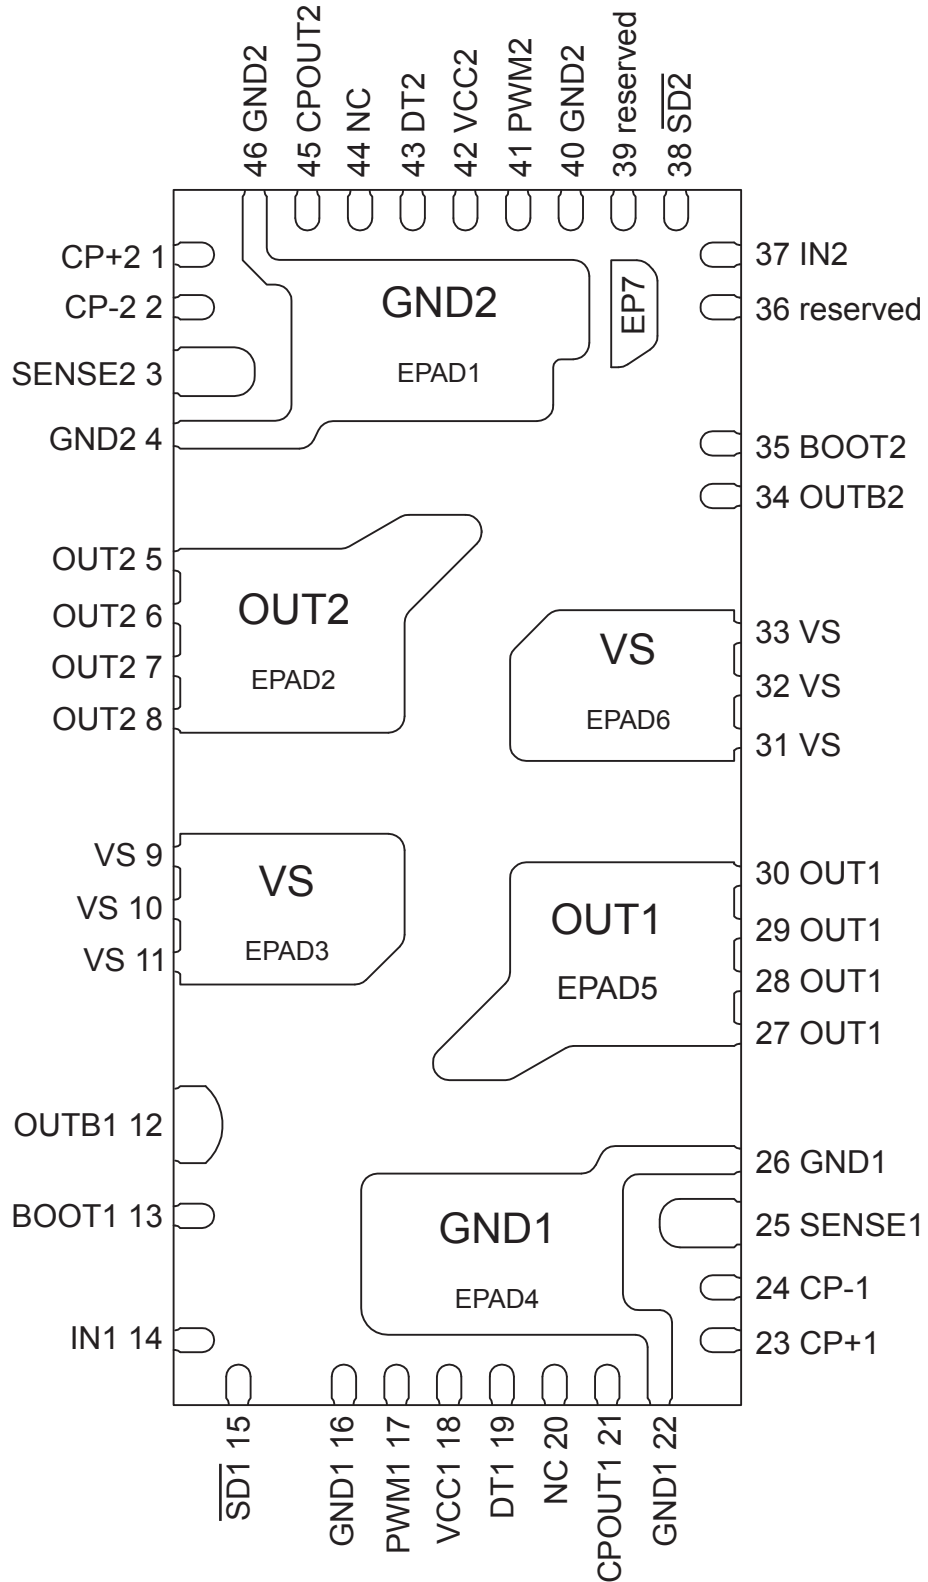 46 GND2
45 CPOUT2
44 NC
43 DT2
42 VCC2
41 PWM2
40 GND2
39 reserved
38 SD2
CP+2 1
CP-2 2
SENSE2 3
GND2 4
OUT2 5
OUT2 6
OUT2 7
OUT2 8
VS 9
VS 10
VS 11
OUTB1 12
BOOT1 13
IN1 14
GND2
EPAD1
EP7
OUT2
EPAD2
VS
EPAD6
VS
EPAD3
OUT1
EPAD5
GND1
EPAD4
37 IN2
36 reserved
35 BOOT2
34 OUTB2
33 VS
32 VS
31 VS
30 OUT1
29 OUT1
28 OUT1
27 OUT1
26 GND1
25 SENSE1
24 CP-1
23 CP+1
SD1 15
GND1 16
PWM1 17
VCC1 18
DT1 19
NC 20
CPOUT1 21
GND1 22